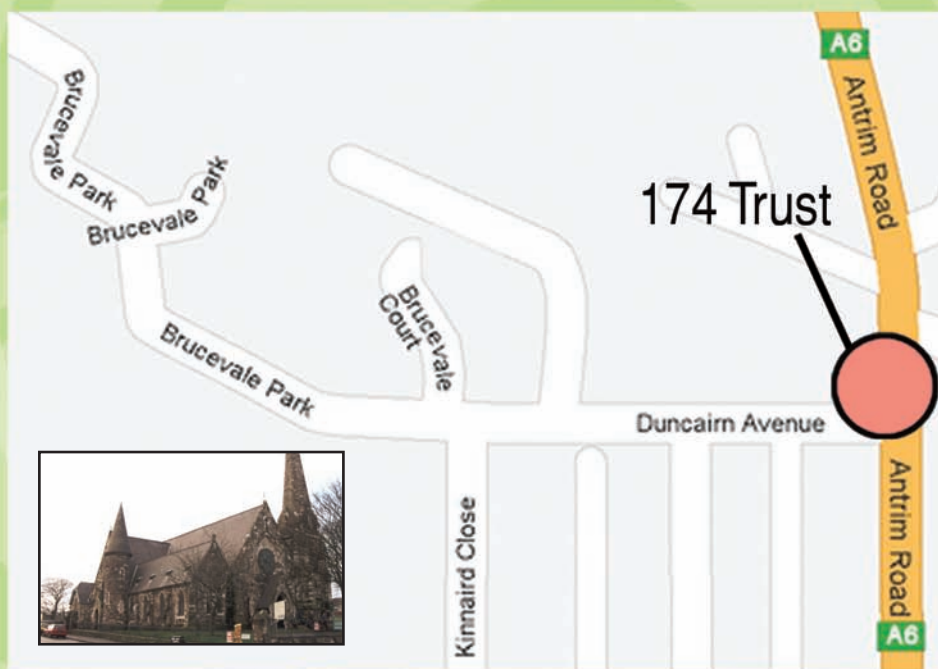 A6
Antrim Road
Brucevale Park
Brucevale Park
174 Trust
Brucevale
Court
Brucevale Park
Duncairn Avenue
Kinnaird Close
Antrim Road
A6